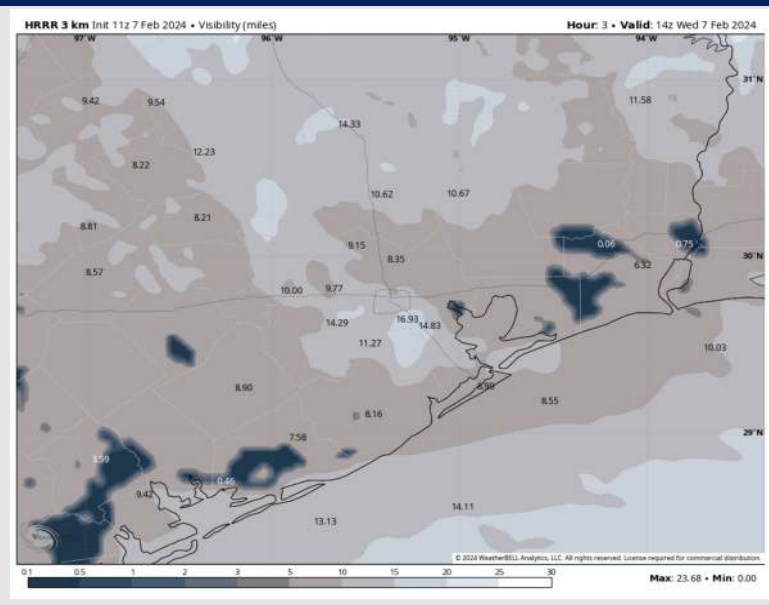 HRRR 3 km Init 11z 7 Feb 2024 • Visibility (miles) Hour: 3 • Valid: 14z Wed 7 Feb 2024
97°W 96°W 95°W 94°W
31°N
9.42 9.54 11.58
14.33
12.23
8.22
10.62 10.67
8.21
8.81
9.15 0.06 0.75
8.35 30°N
8.57 6.32
10.00 9.77
14.29 16.93 14.83
11.27 10.03
8.90 8.99
8.16 8.55
7.58 29°N
3.59
0.46
9.42
14.11
13.13
© 2024 WeatherBELL Analytics, LLC. All rights reserved. License required for commercial distribution.
0.1 0.5 1 2 3 5 10 15 20 25 30
Max: 23.68 • Min: 0.00